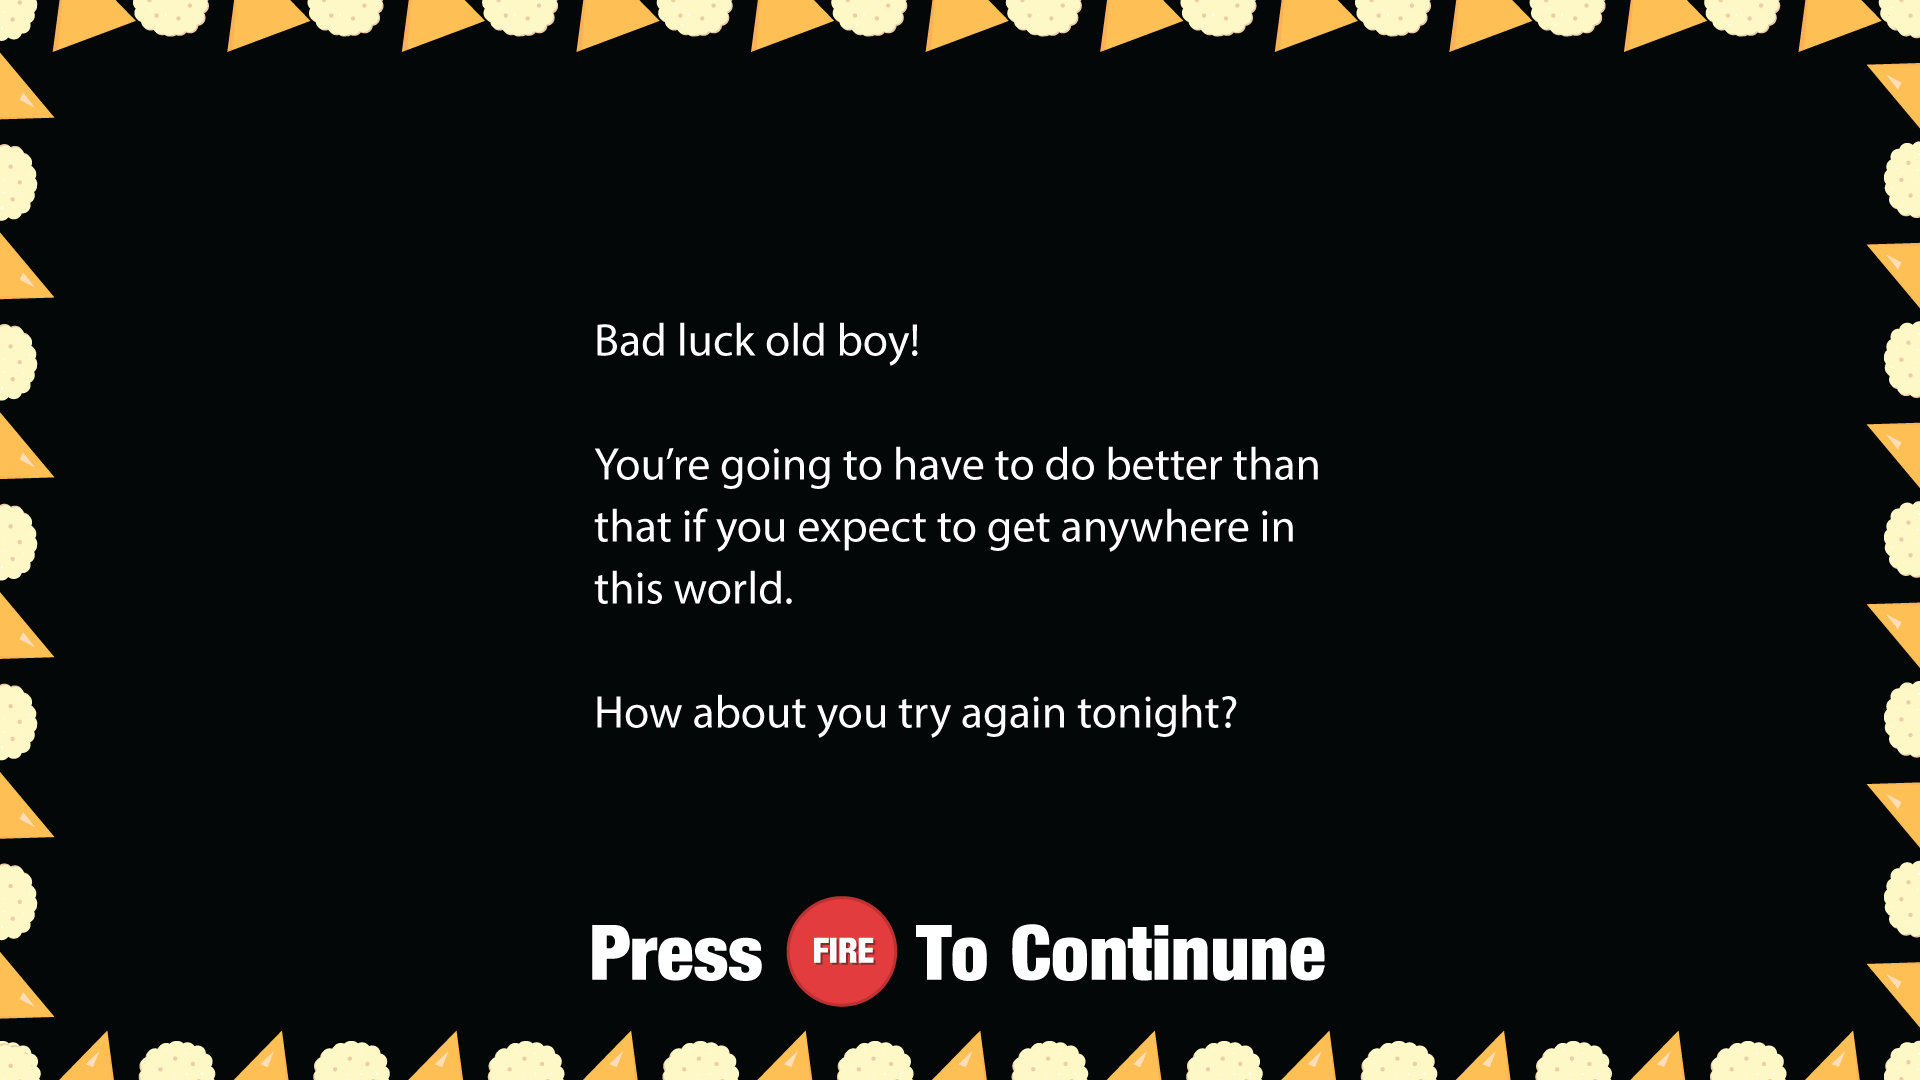 Bad luck old boy!
You’re going to have to do better than
that if you expect to get anywhere in
this world.
How about you try again tonight?
Press FIRE To Continune